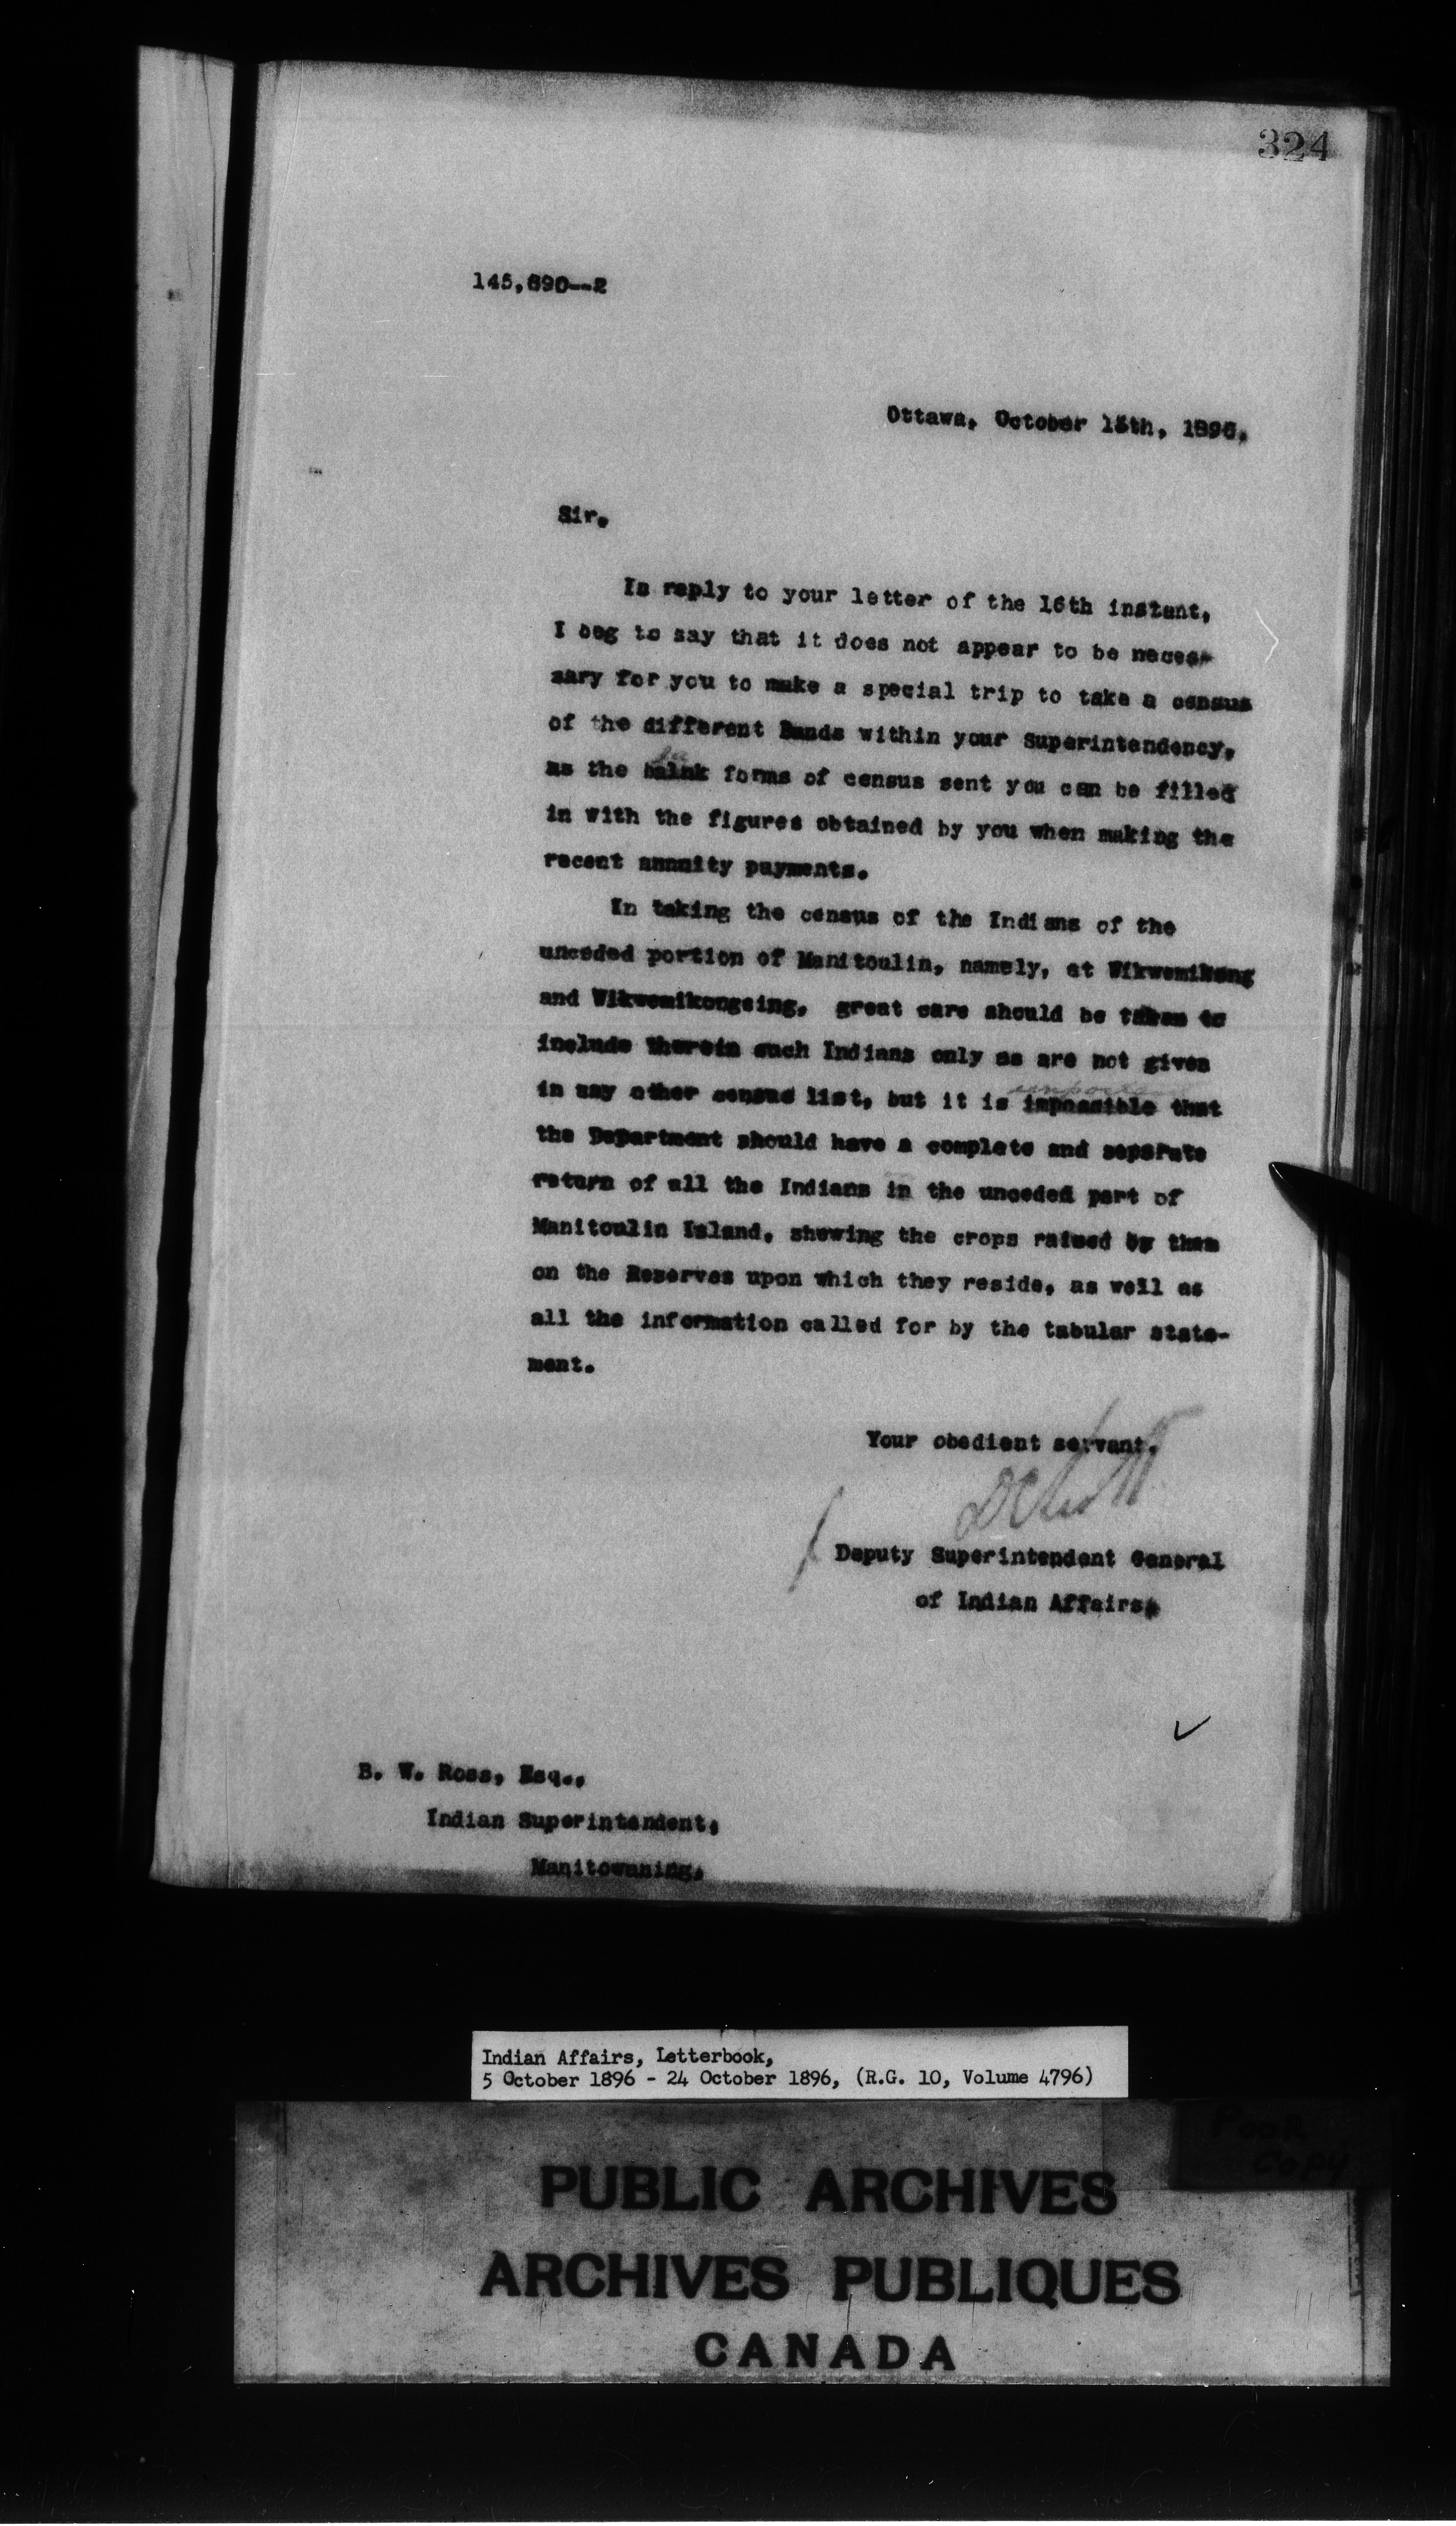 324
145,690--2
Ottawa, October 15th, 1896.
Sir,
In reply to your letter of the 16th instant,
I beg to say that it does not appear to be neces-
sary for you to make a special trip to take a census
of the different Bands within your Superintendency,
la
as the balnk forms of census sent you can be filled
in with the figures obtained by you when making the
recent annuity payments.
In taking the census of the Indians of the
unceded portion of Manitoulin, namely, at Wikwemikong
and Wikwemikongsing, great care should be taken to
include therein such Indians only as are not given
in any other census list, but it is impossible that
the Department should have a complete and separate
return of all the Indians in the unceded part of
Manitoulin Island, shewing the crops raised by them
on the Reserves upon which they reside, as well as
all the information called for by the tabular state-
ment.
Your obedient servant,
D C Scott
Deputy Superintendent General
of Indian Affairs.
B. W. Ross, Esq.,
Indian Superintendent,
Manitowaning.
Indian Affairs, Letterbook,
5 October 1896 - 24 October 1896, (R.G. 10, Volume 4796)
POOR
COPY
PUBLIC ARCHIVES
ARCHIVES PUBLIQUES
CANADA